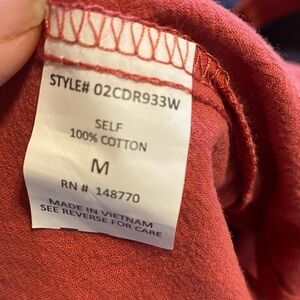 STYLE# 02CDR933W
SELF
100% COTTON
M
RN # 148770
MADE IN VIETNAM
SEE REVERSE FOR CARE